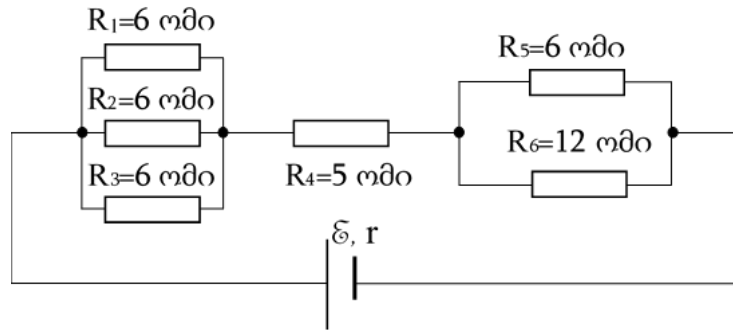 R₁=6 ომი
R₂=6 ომი
R₃=6 ომი
R₄=5 ომი
R₅=6 ომი
R₆=12 ომი
ℰ, r